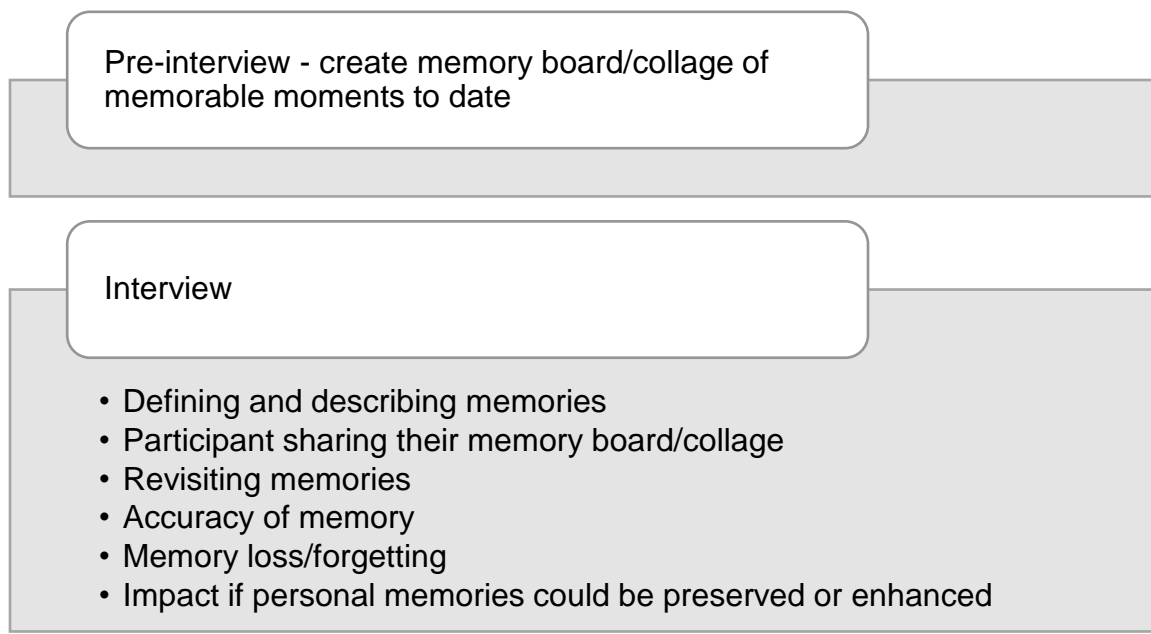 Pre-interview - create memory board/collage of
memorable moments to date
Interview
• Defining and describing memories
• Participant sharing their memory board/collage
• Revisiting memories
• Accuracy of memory
• Memory loss/forgetting
• Impact if personal memories could be preserved or enhanced